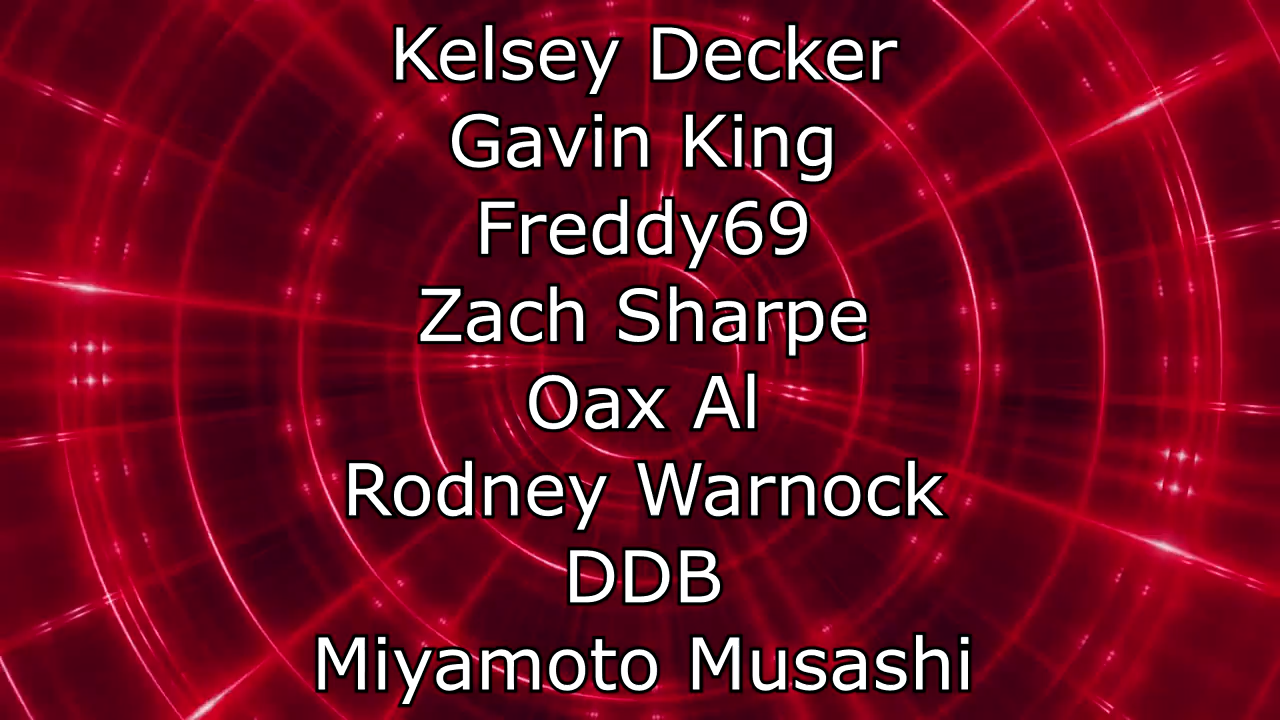 Kelsey Decker
Gavin King
Freddy69
Zach Sharpe
Oax Al
Rodney Warnock
DDB
Miyamoto Musashi